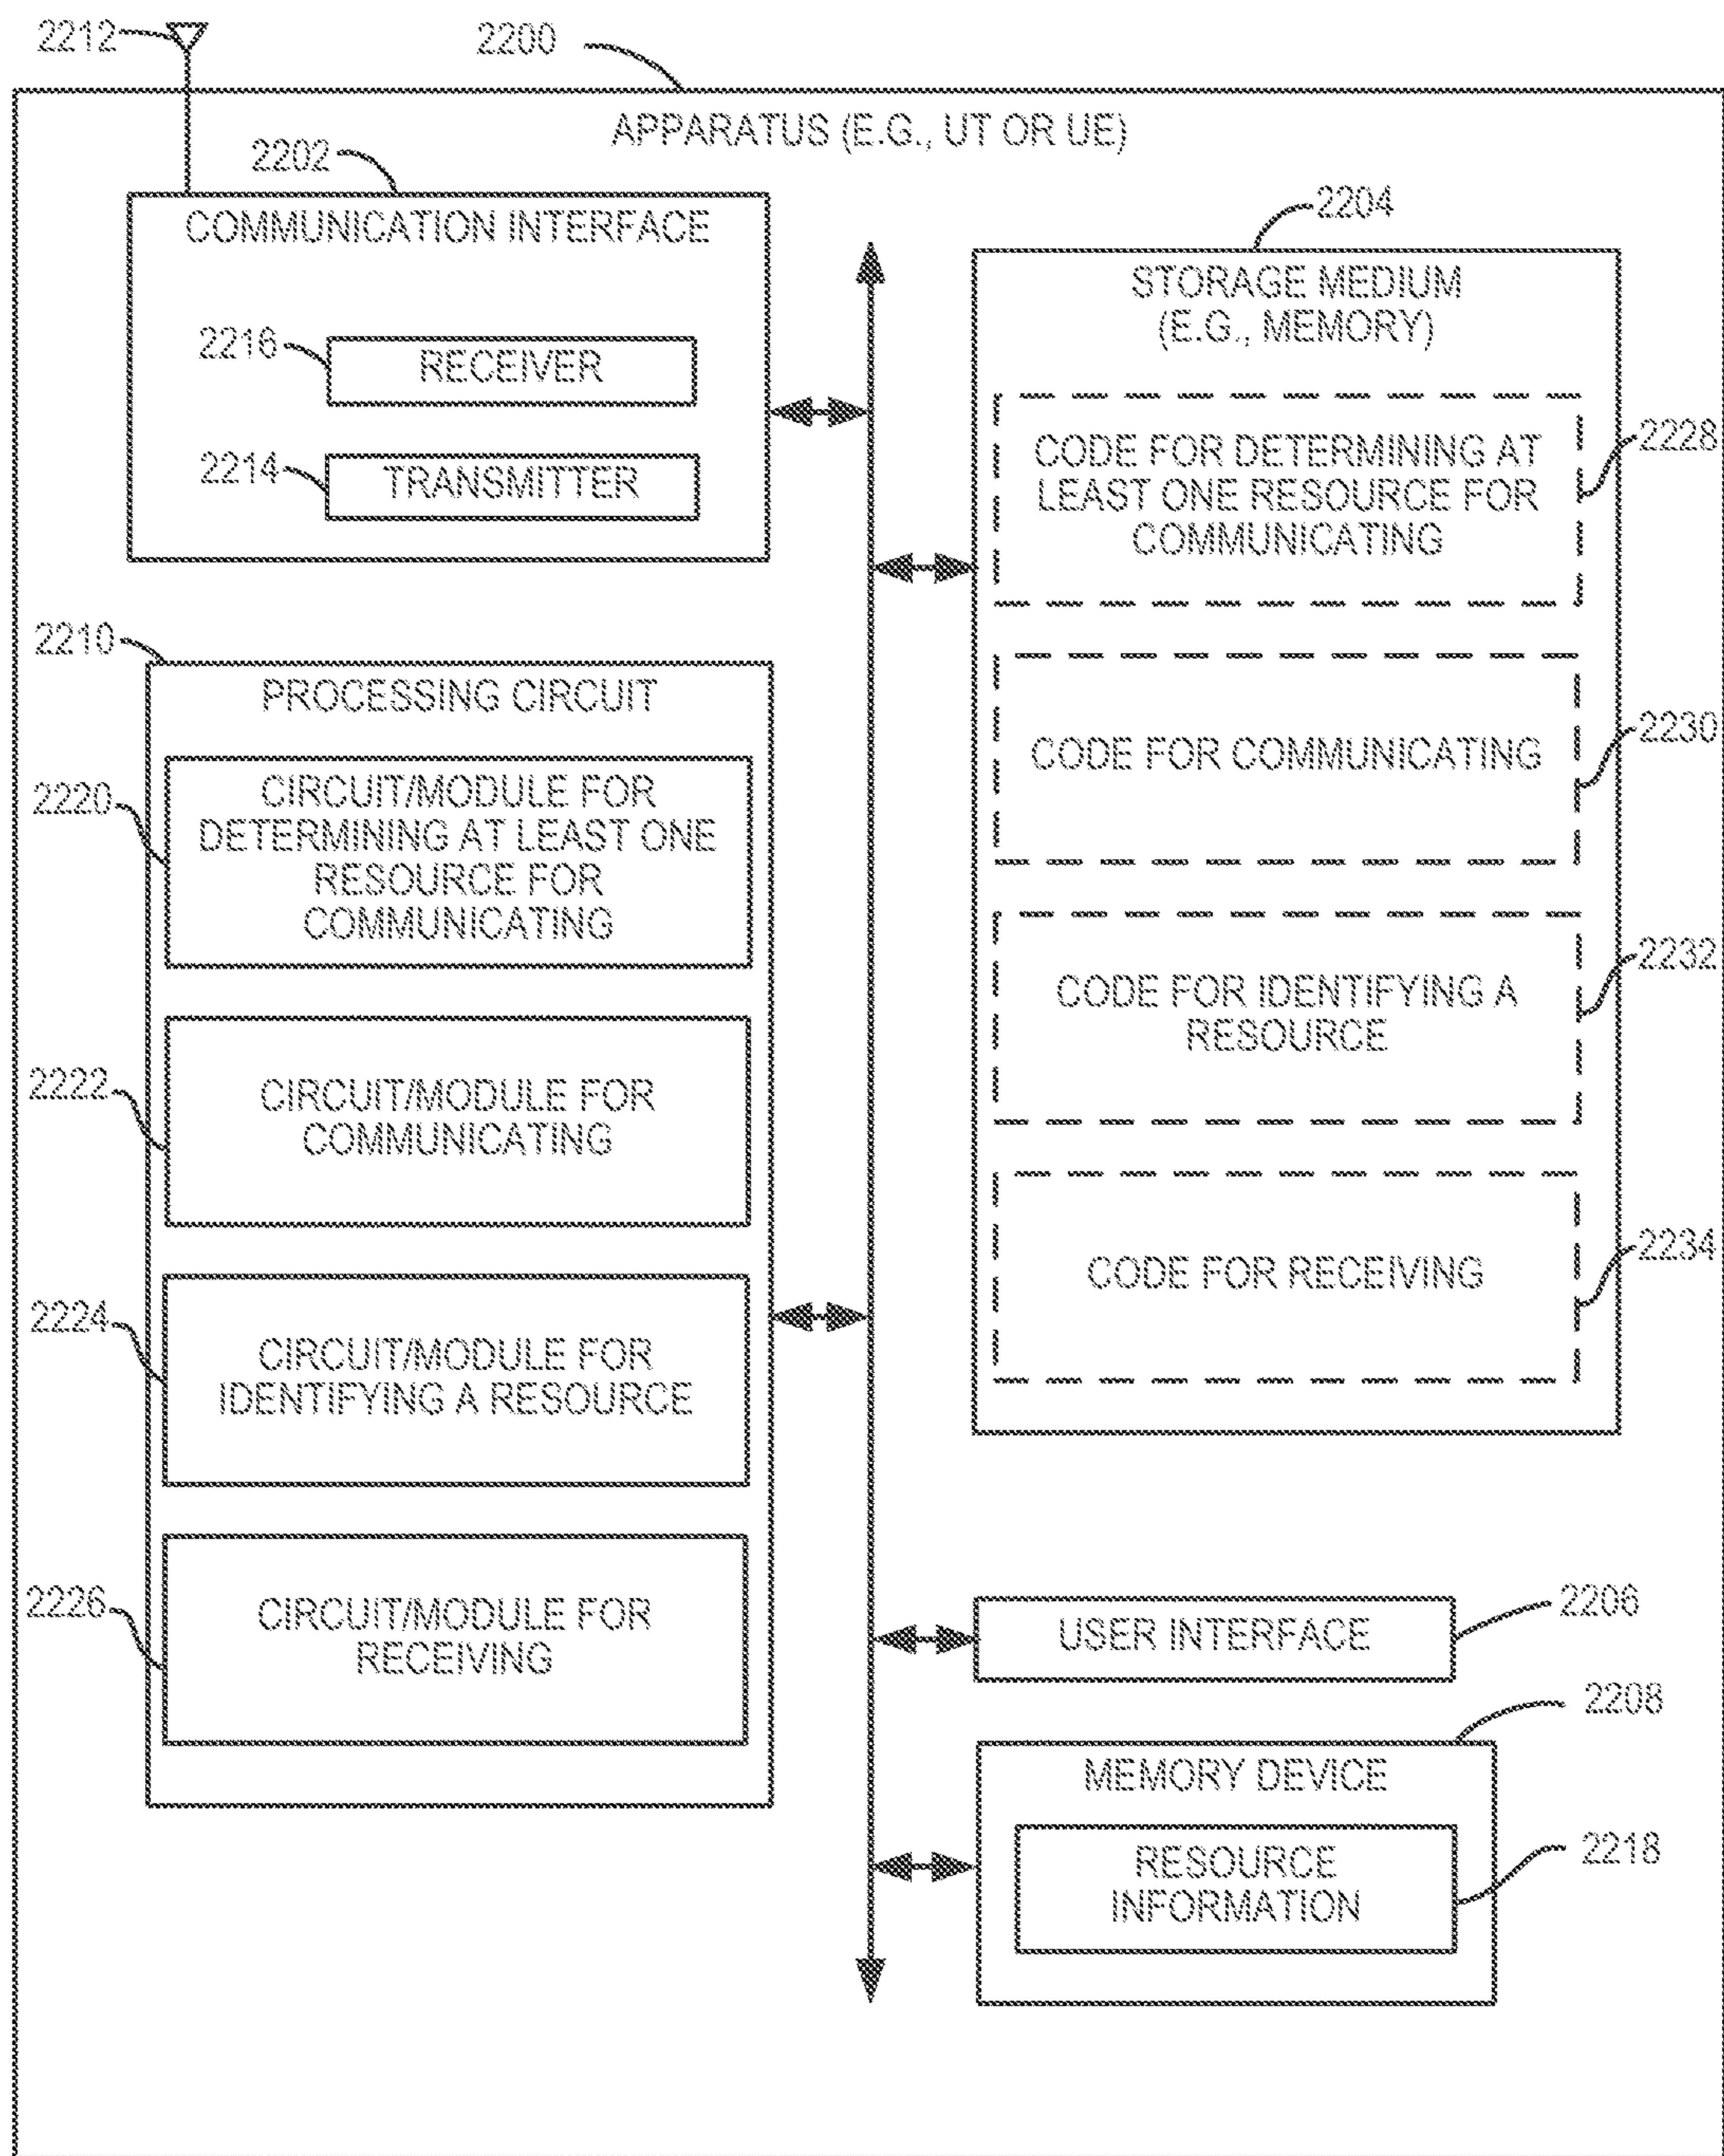 2212
2200
APPARATUS (E.G., UT OR UE)
2202
COMMUNICATION INTERFACE
2216
RECEIVER
2214
TRANSMITTER
2204
STORAGE MEDIUM
(E.G., MEMORY)
CODE FOR DETERMINING AT
LEAST ONE RESOURCE FOR
COMMUNICATING
2228
CODE FOR COMMUNICATING
2230
CODE FOR IDENTIFYING A
RESOURCE
2232
CODE FOR RECEIVING
2234
2210
PROCESSING CIRCUIT
2220
CIRCUIT/MODULE FOR
DETERMINING AT LEAST ONE
RESOURCE FOR
COMMUNICATING
2222
CIRCUIT/MODULE FOR
COMMUNICATING
2224
CIRCUIT/MODULE FOR
IDENTIFYING A RESOURCE
2226
CIRCUIT/MODULE FOR
RECEIVING
USER INTERFACE
2206
2208
MEMORY DEVICE
RESOURCE
INFORMATION
2218